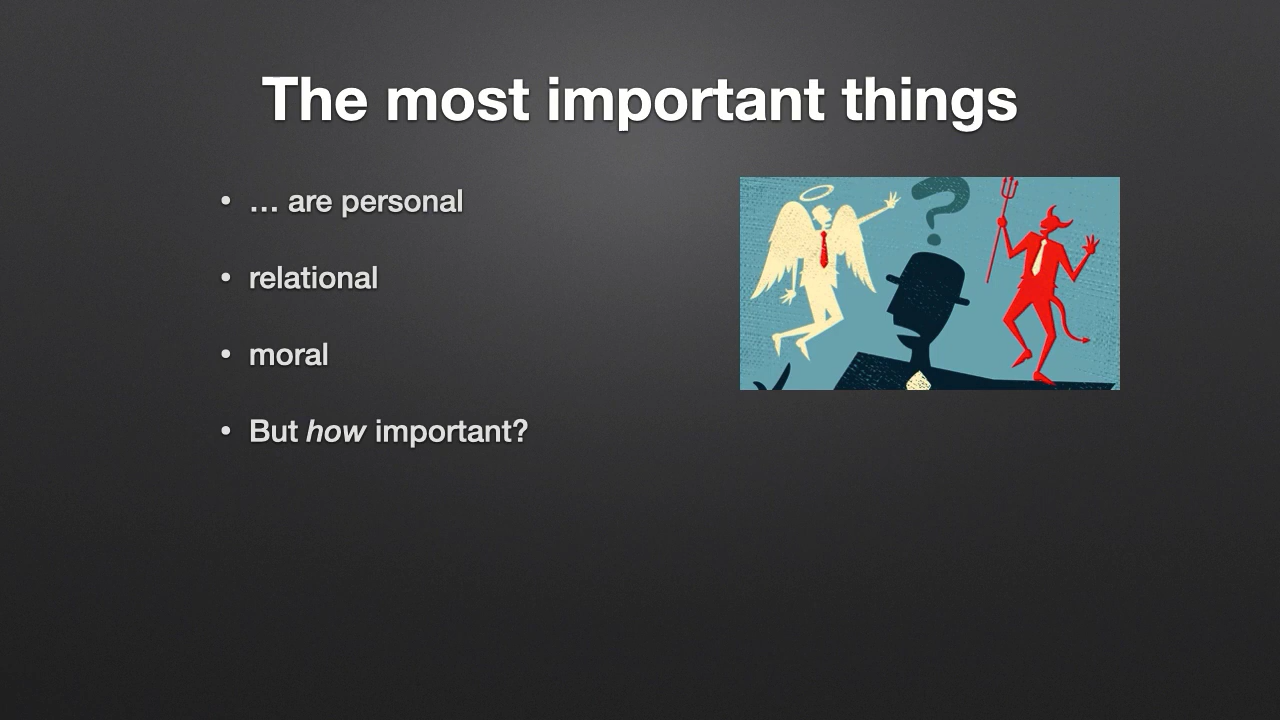 The most important things
• … are personal
• relational
• moral
• But how important?
?